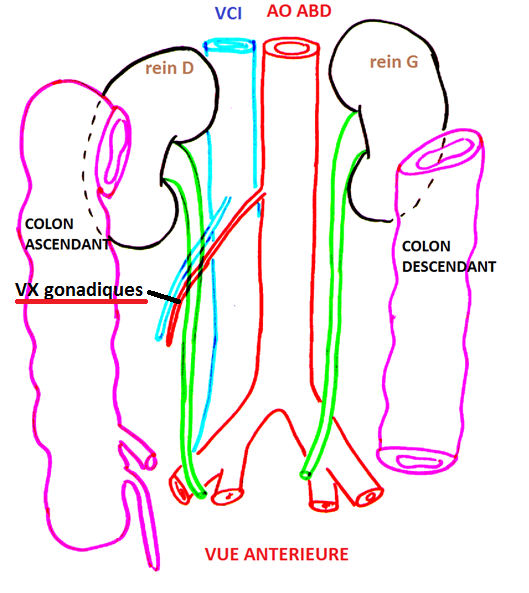 VCI
AO ABD
rein D
rein G
COLON
ASCENDANT
COLON
DESCENDANT
VX gonadiques
VUE ANTERIEURE